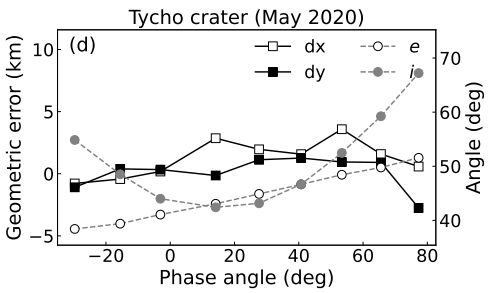 Tycho crater (May 2020)
(d)
dx
e
dy
i
Geometric error (km)
10
5
0
−5
70
60
50
40
Angle (deg)
−20
0
20
40
60
80
Phase angle (deg)